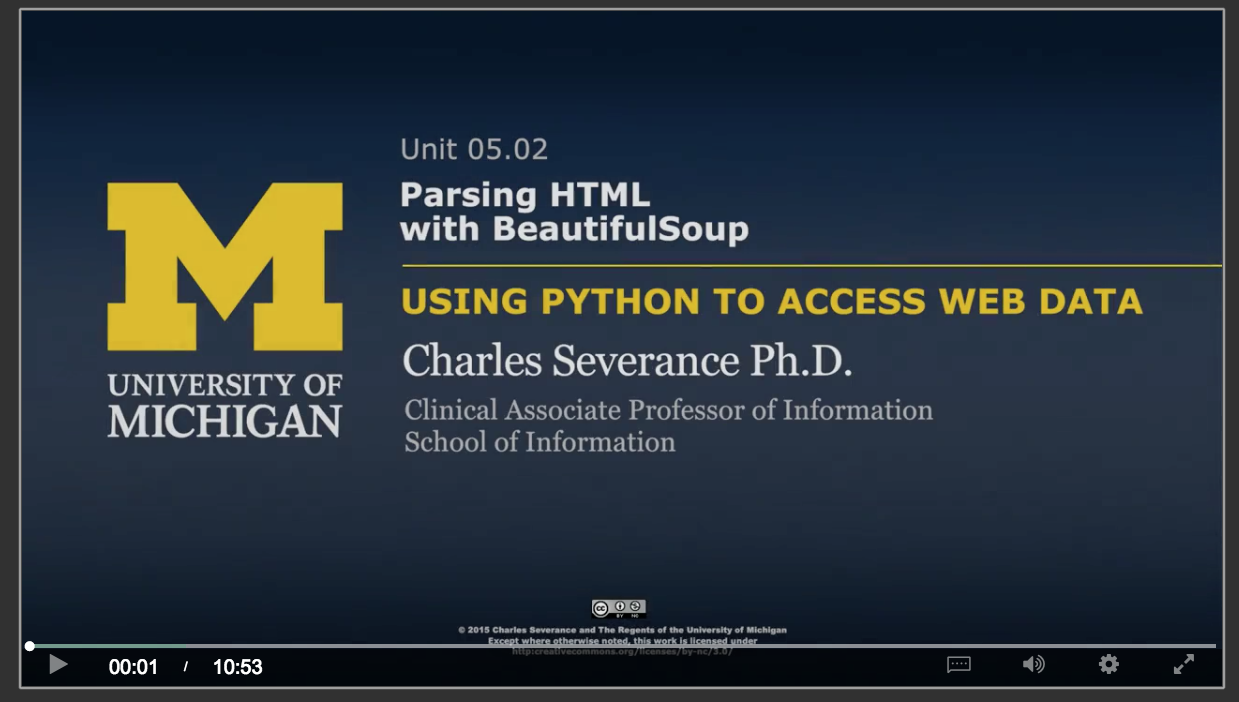 Unit 05.02
Parsing HTML
with BeautifulSoup
USING PYTHON TO ACCESS WEB DATA
Charles Severance Ph.D.
Clinical Associate Professor of Information
School of Information
M
UNIVERSITY OF
MICHIGAN
cc
BY NC
© 2015 Charles Severance and The Regents of the University of Michigan
Except where otherwise noted, this work is licensed under
http:creativecommons.org/licenses/by-nc/3.0/
00:01 / 10:53